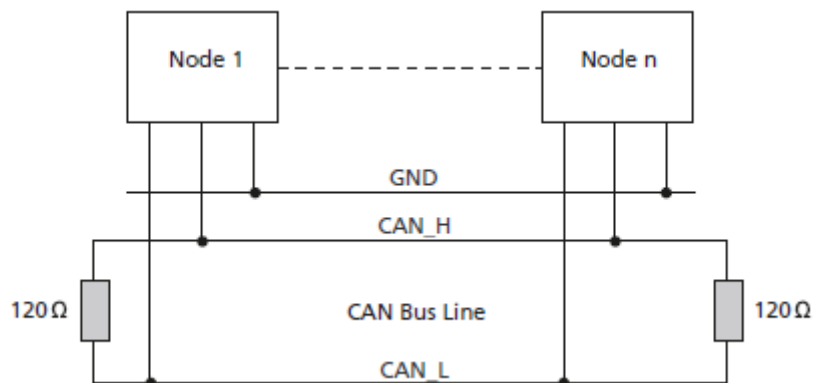 Node 1
Node n
GND
CAN_H
120Ω
CAN Bus Line
120Ω
CAN_L